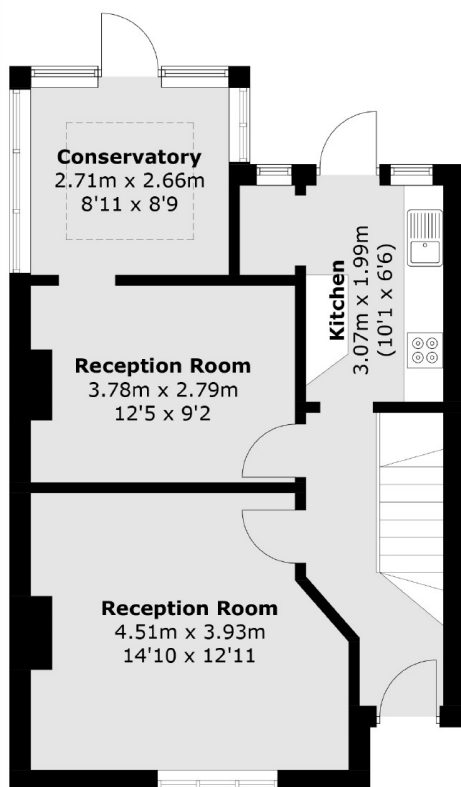 Conservatory
2.71m x 2.66m
8'11 x 8'9
Kitchen
3.07m x 1.99m
(10'1 x 6'6)
Reception Room
3.78m x 2.79m
12'5 x 9'2
Reception Room
4.51m x 3.93m
14'10 x 12'11